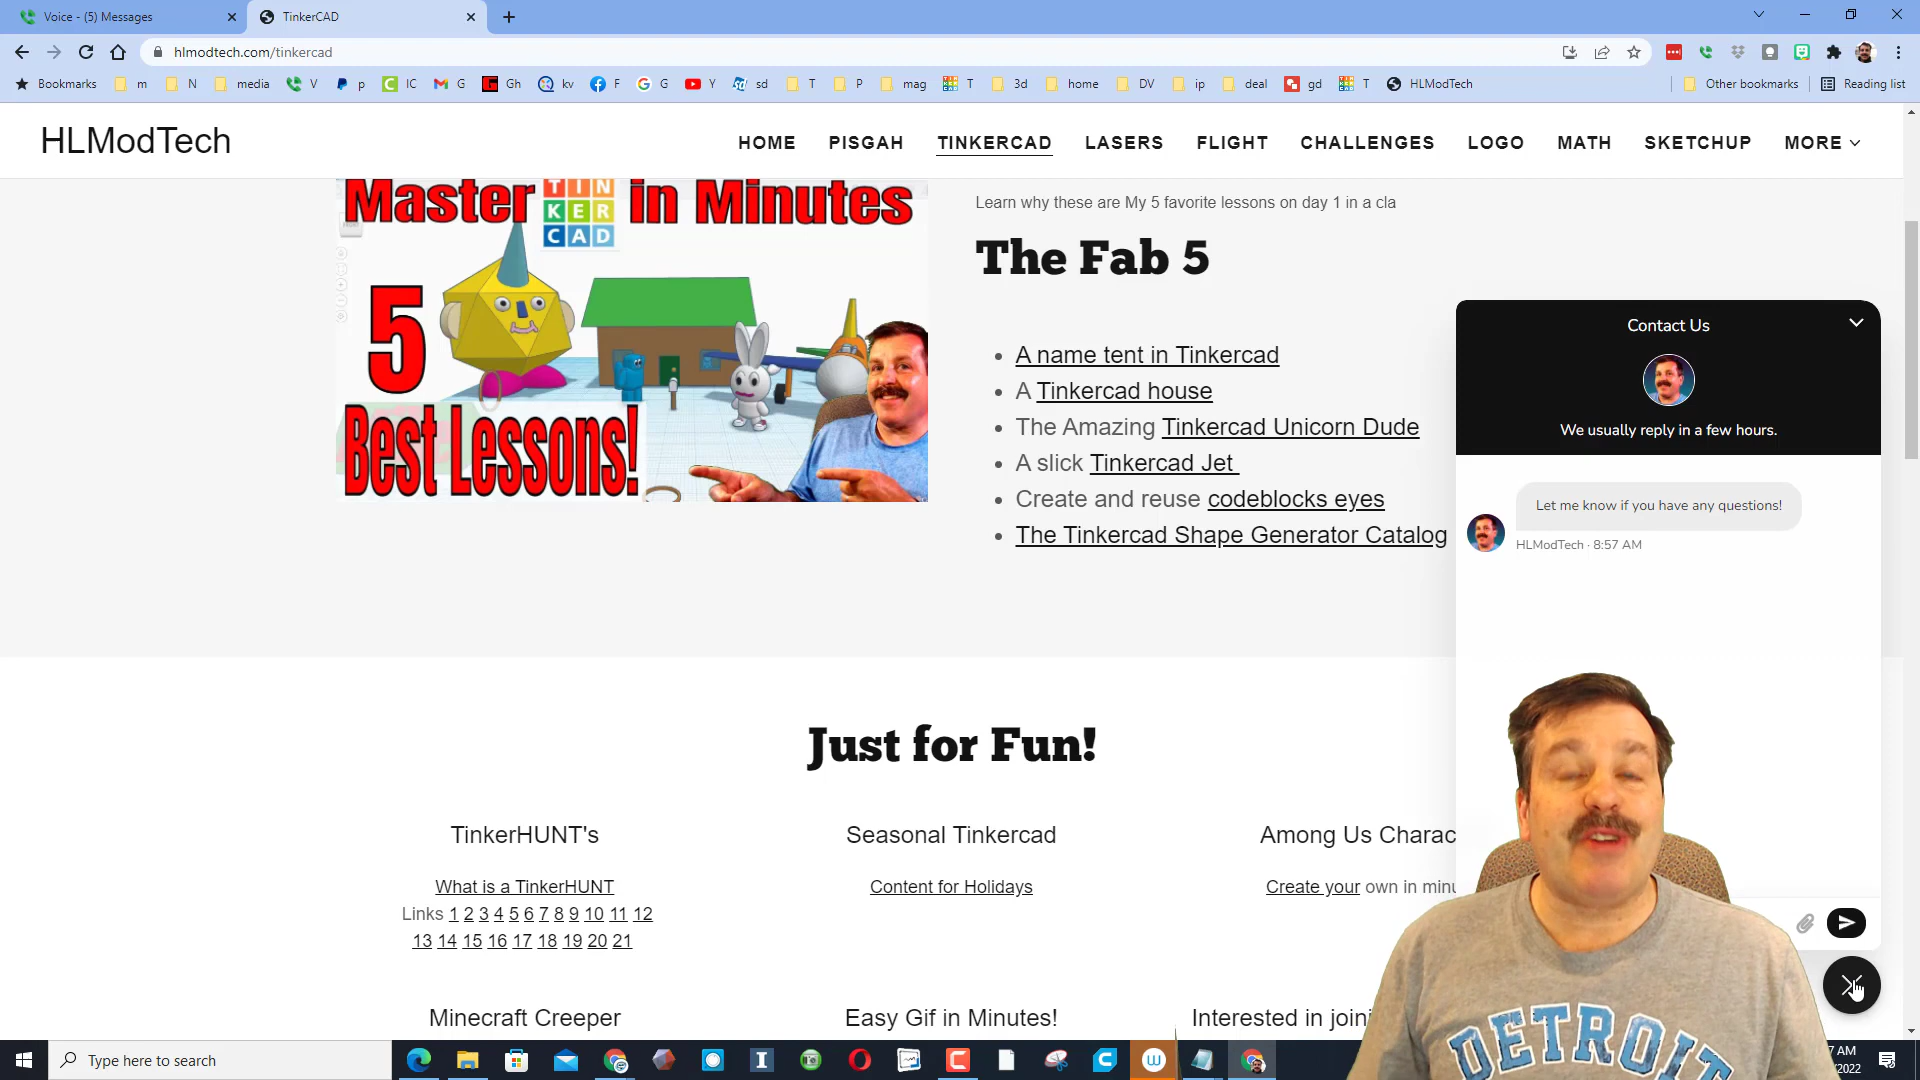 Voice - (5) Messages
TinkerCAD
hlmodtech.com/tinkercad
Bookmarks m N media V p IC G Gh kv F G Y sd T P mag T 3d home DV ip deal gd T HLModTech Other bookmarks Reading list
HLModTech
HOME PISGAH TINKERCAD LASERS FLIGHT CHALLENGES LOGO MATH SKETCHUP MORE
Master TIN KER CAD in Minutes
5
Best Lessons!
Learn why these are My 5 favorite lessons on day 1 in a cla
The Fab 5
A name tent in Tinkercad
A Tinkercad house
The Amazing Tinkercad Unicorn Dude
A slick Tinkercad Jet
Create and reuse codeblocks eyes
The Tinkercad Shape Generator Catalog
Contact Us
We usually reply in a few hours.
Let me know if you have any questions!
HLModTech · 8:57 AM
Just for Fun!
TinkerHUNT's
What is a TinkerHUNT
Links 1 2 3 4 5 6 7 8 9 10 11 12
13 14 15 16 17 18 19 20 21
Seasonal Tinkercad
Content for Holidays
Among Us Charac
Create your own in minu
Minecraft Creeper
Easy Gif in Minutes!
Interested in joini
DETROIT
Type here to search
7 AM
/2022